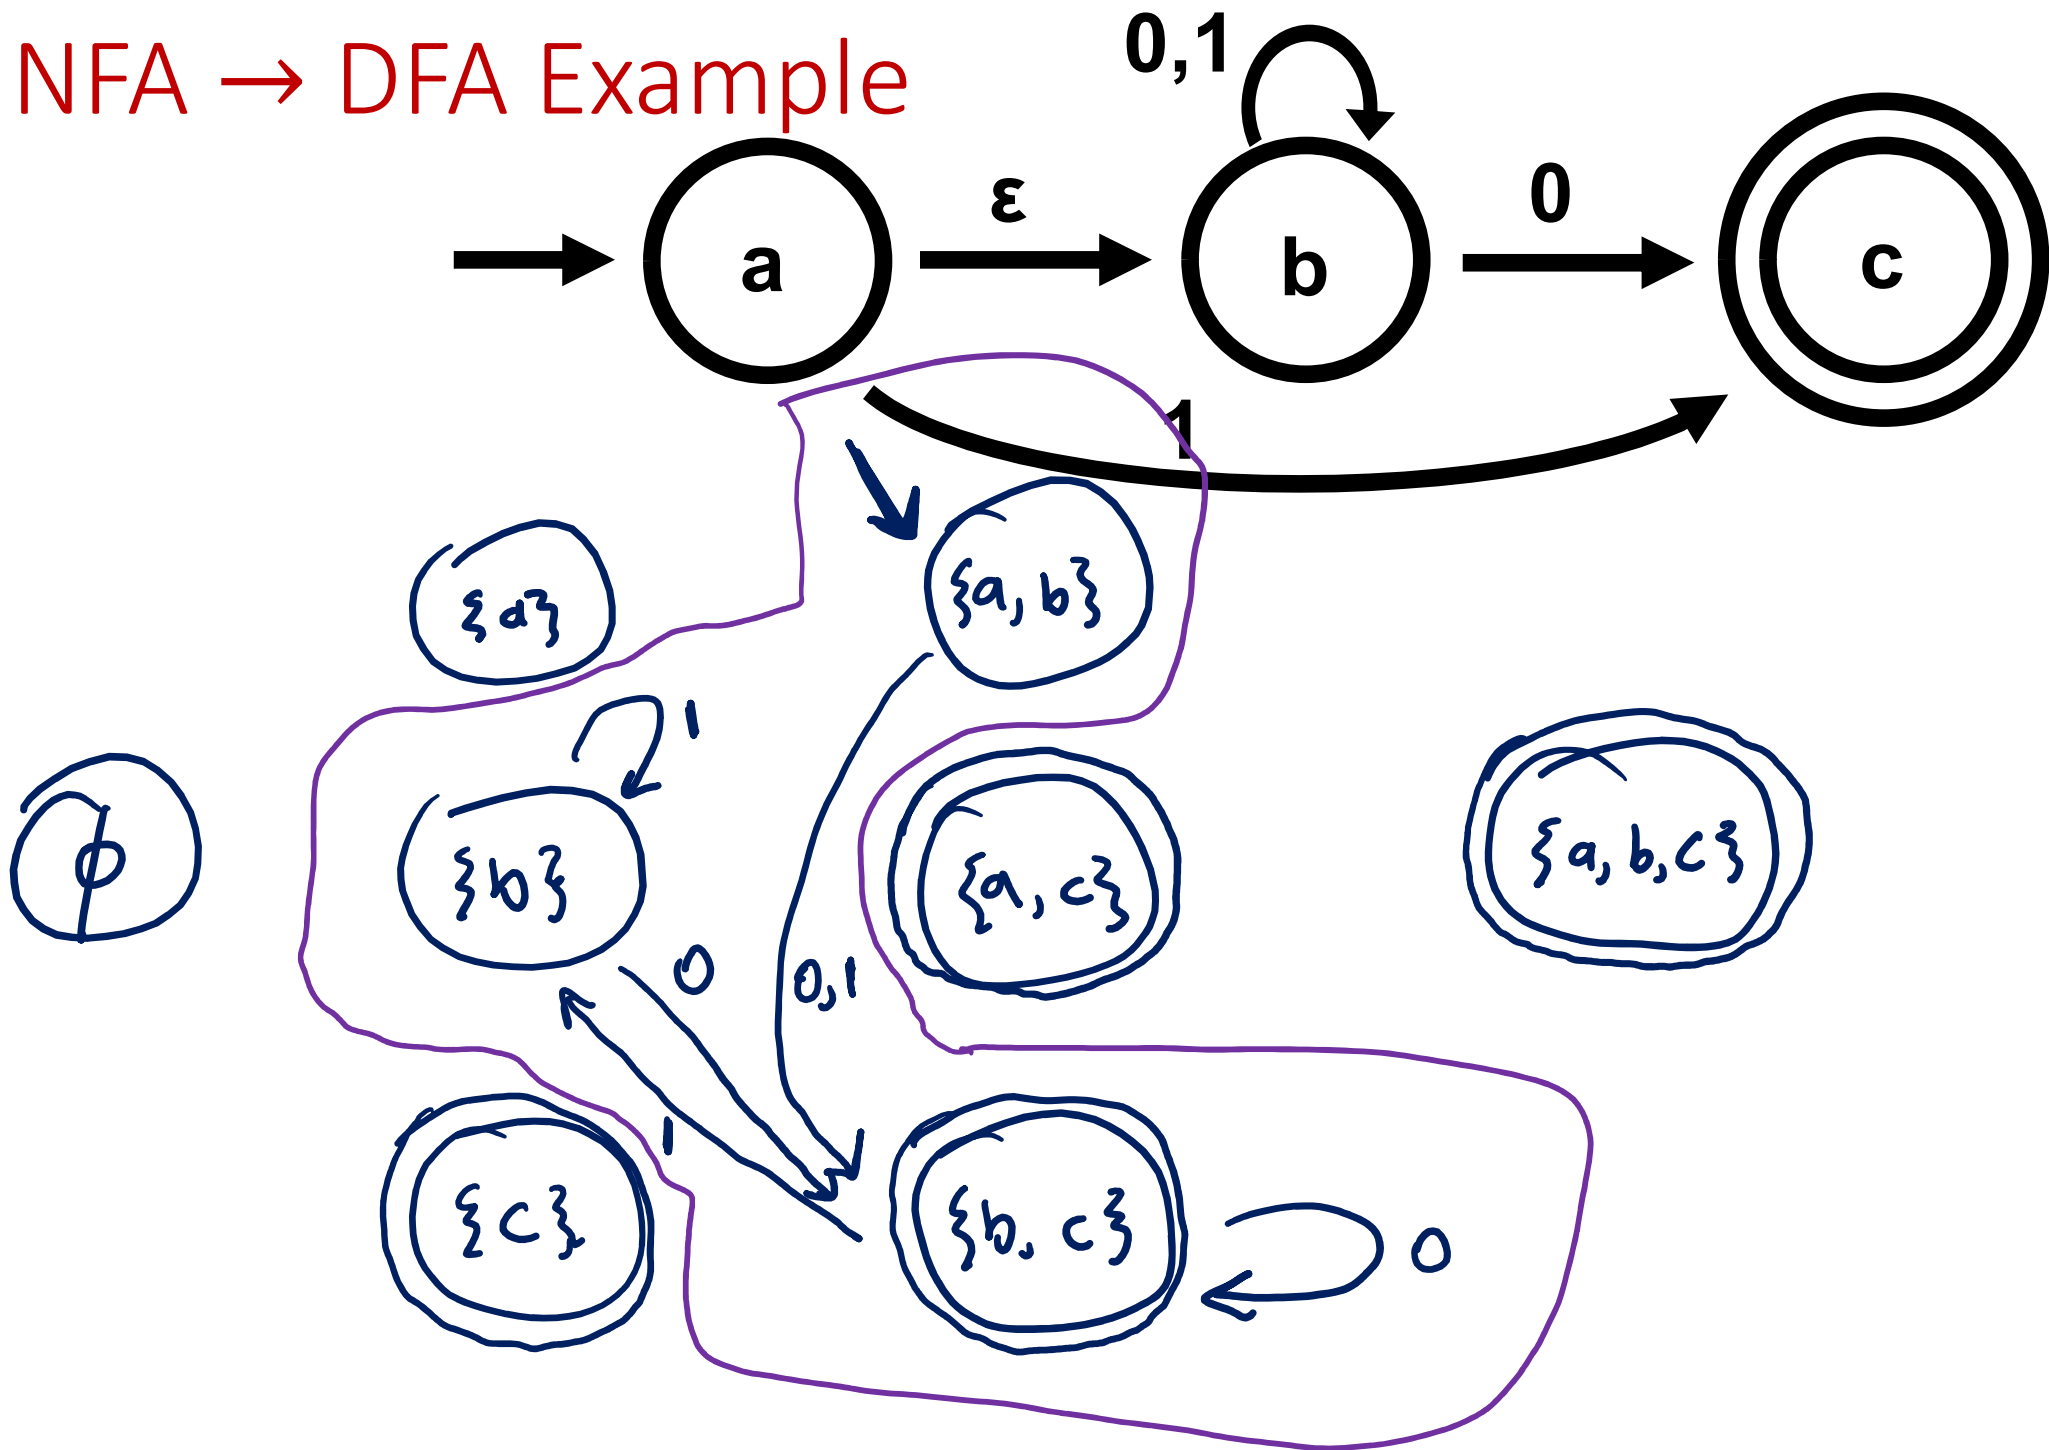 NFA → DFA Example
0,1
a
ε
b
0
c
1
{a}
{a, b}
1
ϕ
{b}
{a, c}
{a, b, c}
0
0,1
1
{c}
{b, c}
0